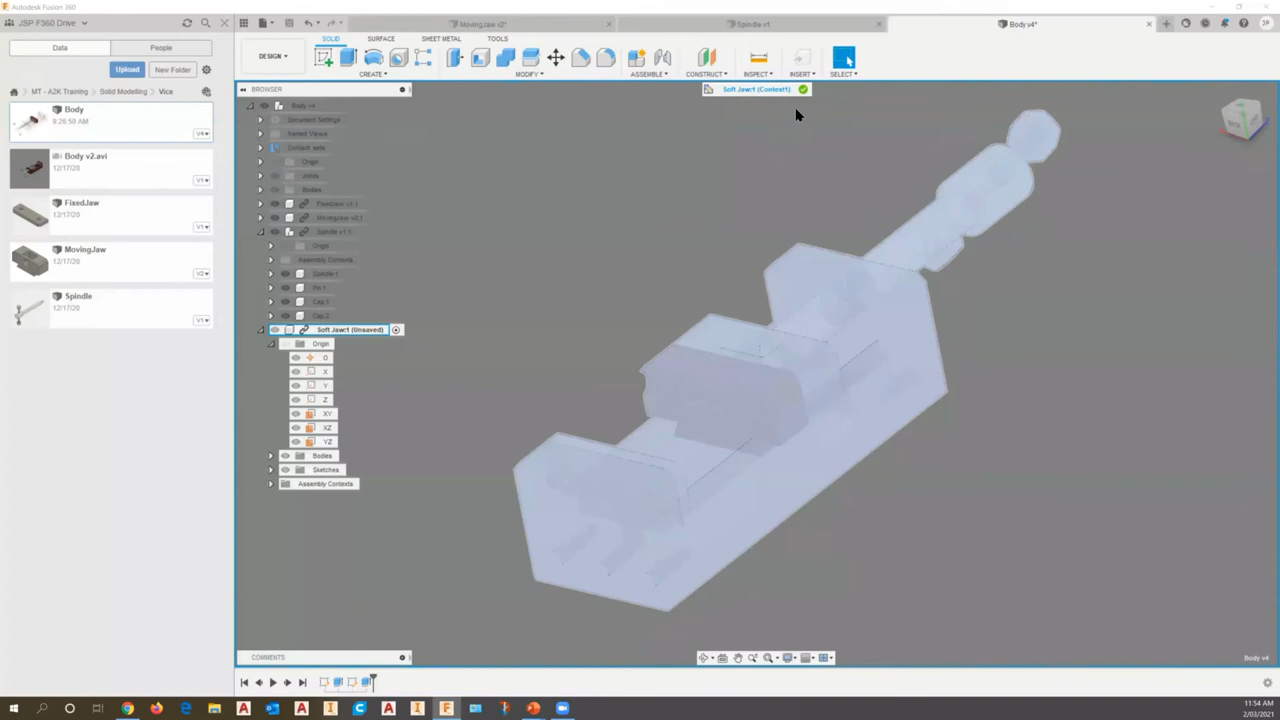 Autodesk Fusion 360
JSP F360 Drive
MovingJaw v2*
Spindle v1
Body v4*
JR
Data
People
Upload
New Folder
MT - A2K Training
Solid Modelling
Vice
Body
9:26:59 AM
V4
Body v2.avi
12/17/20
V1
FixedJaw
12/17/20
V1
MovingJaw
12/17/20
V2
Spindle
12/17/20
V1
DESIGN
SOLID
SURFACE
SHEET METAL
TOOLS
CREATE
MODIFY
ASSEMBLE
CONSTRUCT
INSPECT
INSERT
SELECT
Soft Jaw:1 (Context1)
BROWSER
Body v4
Document Settings
Named Views
Contact sets
Origin
Joints
Bodies
FixedJaw v1:1
MovingJaw v2:1
Spindle v1:1
Origin
Assembly Contexts
Spindle:1
Pin:1
Cap:1
Cap:2
Soft Jaw:1 (Unsaved)
Origin
O
X
Y
Z
XY
XZ
YZ
Bodies
Sketches
Assembly Contexts
BACK
COMMENTS
Body v4
11:54 AM
2/03/2021